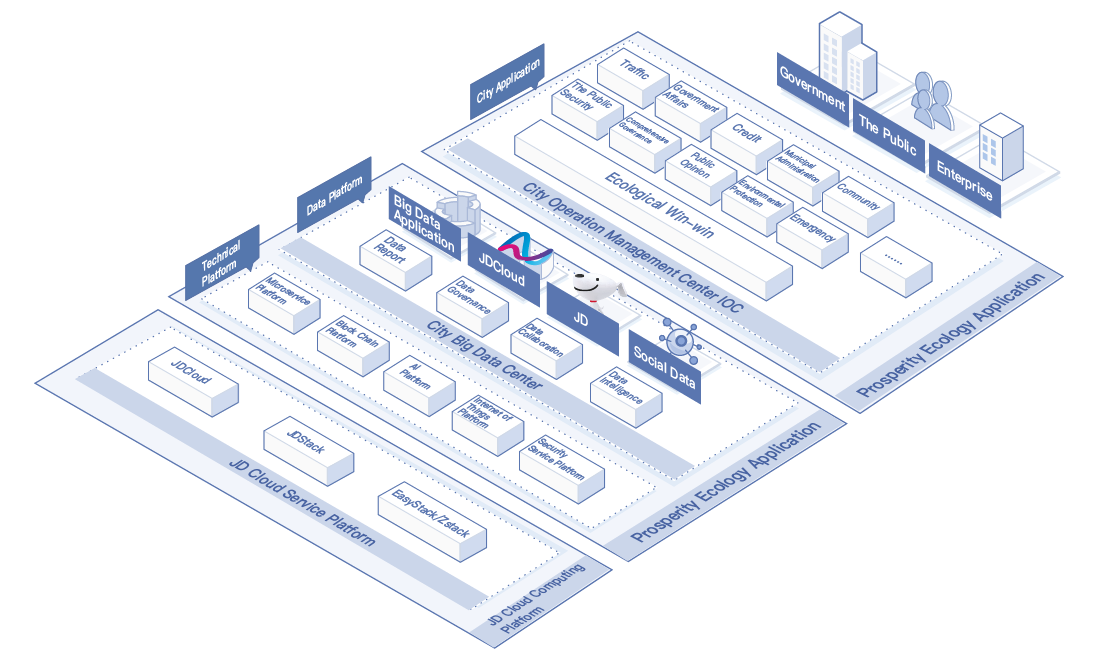 City Application
Traffic
The Public
Security
Government
Affairs
Comprehensive
Governance
Credit
Public
Opinion
Municipal
Administration
Environmental
Protection
Community
Emergency
......
Ecological Win-win
City Operation Management Center IOC
Prosperity Ecology Application
Government
The Public
Enterprise
Data Platform
Big Data
Application
JDCloud
JD
Social Data
Data
Report
Data
Governance
Data
Collaboration
Data
Intelligence
City Big Data Center
Technical
Platform
Microservice
Platform
Block Chain
Platform
AI
Platform
Internet of
Things
Platform
Security
Service Platform
Prosperity Ecology Application
JDCloud
JDStack
EasyStack/Zstack
JD Cloud Service Platform
JD Cloud Computing
Platform